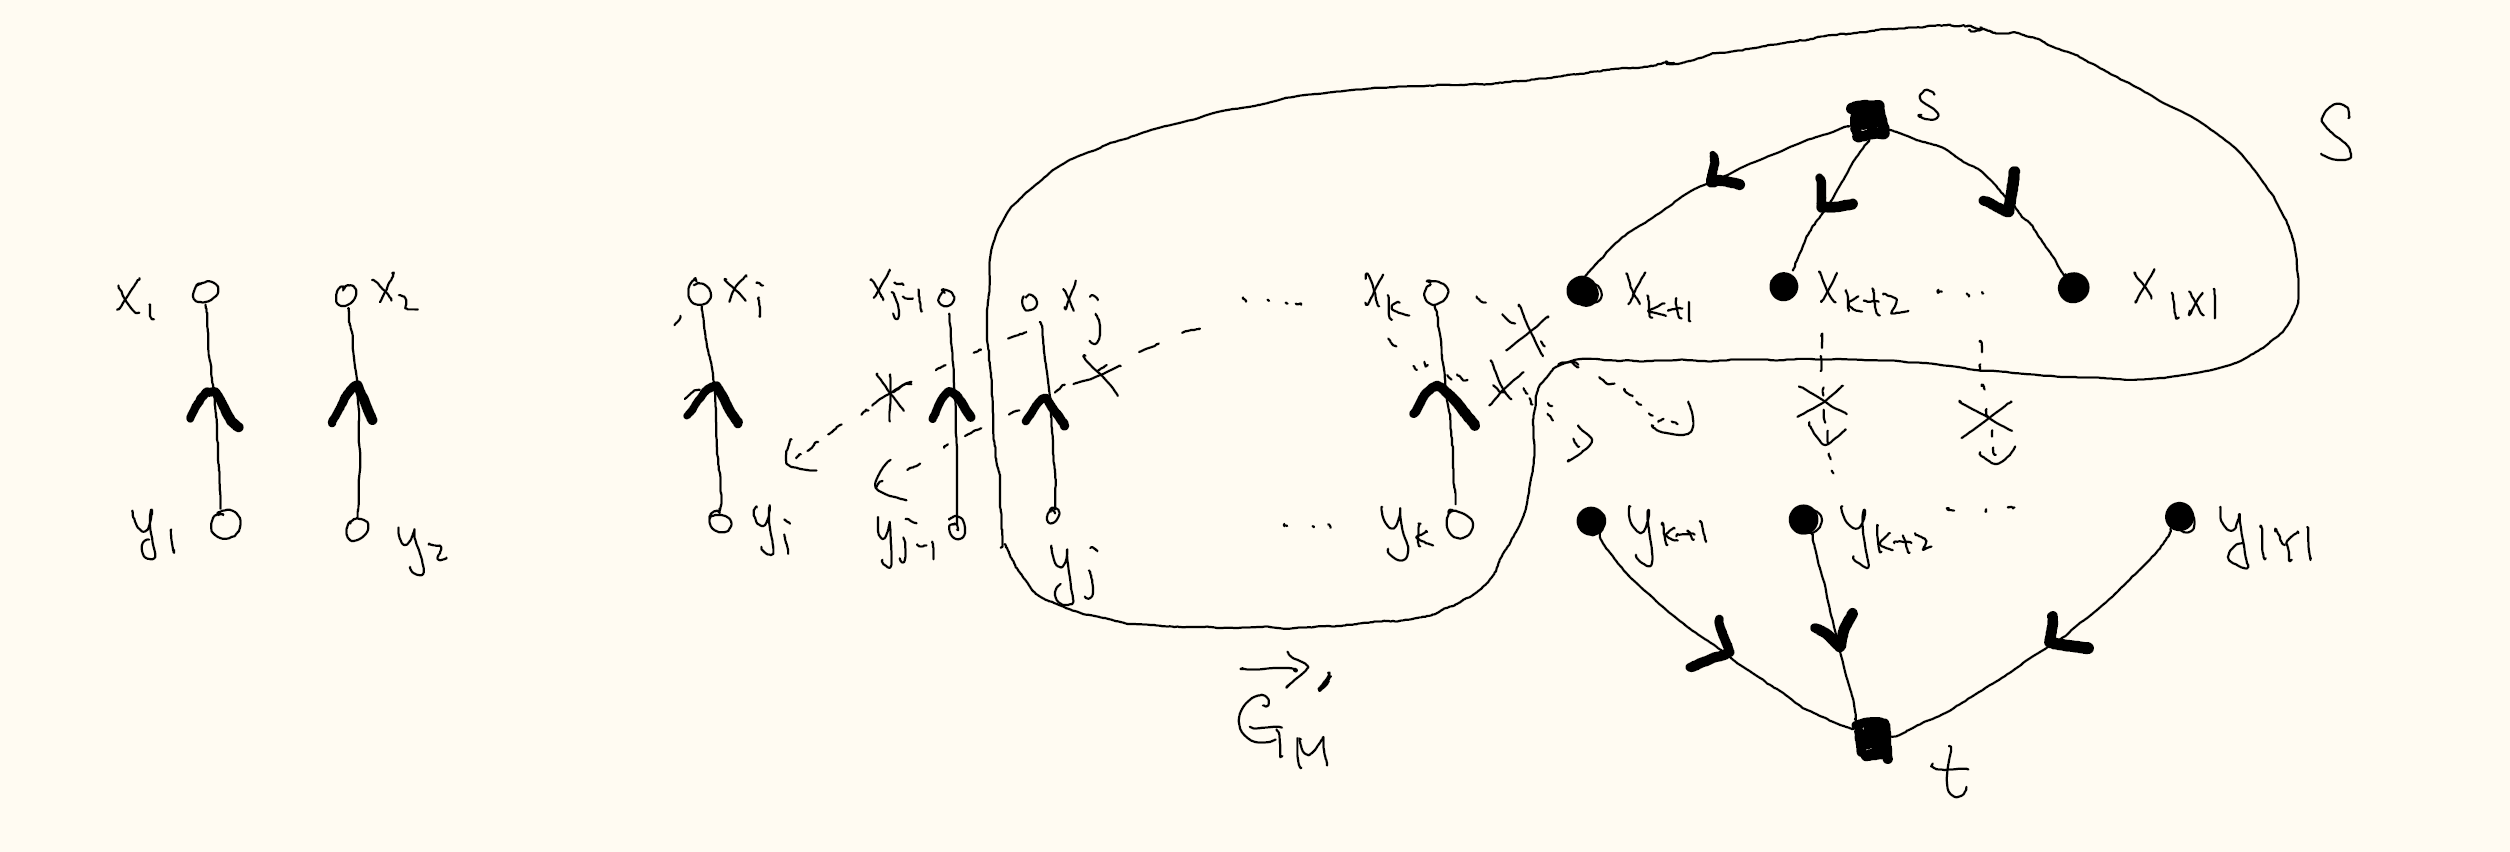 s
S
x₁ x₂ xᵢ xⱼ₋₁ xⱼ .... xₖ xₖ₊₁ xₖ₊₂ .... x|X|
y₁ y₂ yᵢ yⱼ₋₁ yⱼ ... yₖ yₖ₊₁ yₖ₊₂ ... y|Y|
G⃗'_M
t